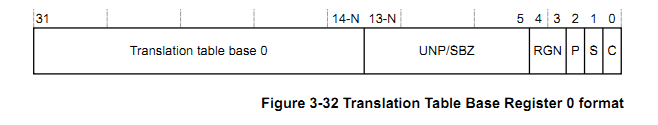 31 14-N 13-N 5 4 3 2 1 0
Translation table base 0 UNP/SBZ RGN P S C
Figure 3-32 Translation Table Base Register 0 format